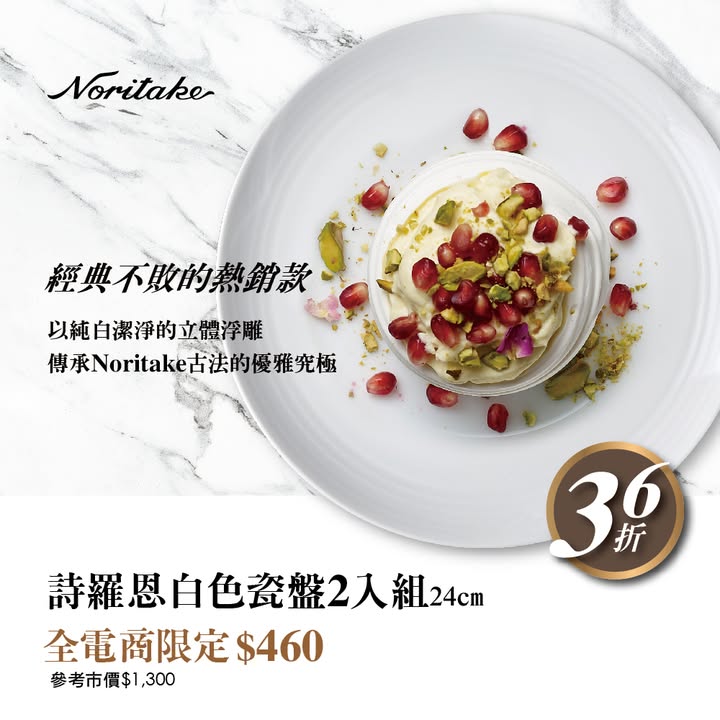 Noritake
經典不敗的熱銷款
以純白潔淨的立體浮雕
傳承Noritake古法的優雅究極
36折
詩羅恩白色瓷盤2入組24cm
全電商限定$460
參考市價$1,300